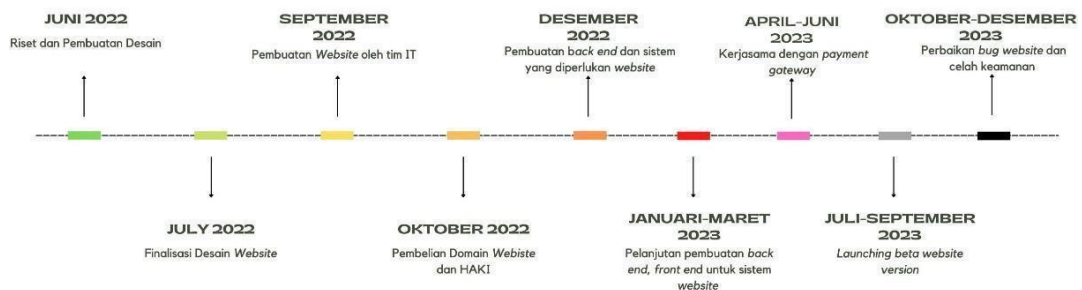 JUNI 2022
Riset dan Pembuatan Desain
JULY 2022
Finalisasi Desain Website
SEPTEMBER
2022
Pembuatan Website oleh tim IT
OKTOBER 2022
Pembelian Domain Webiste
dan HAKI
DESEMBER
2022
Pembuatan back end dan sistem
yang diperlukan website
JANUARI-MARET
2023
Pelanjutan pembuatan back
end, front end untuk sistem
website
APRIL-JUNI
2023
Kerjasama dengan payment
gateway
JULI-SEPTEMBER
2023
Launching beta website
version
OKTOBER-DESEMBER
2023
Perbaikan bug website dan
celah keamanan